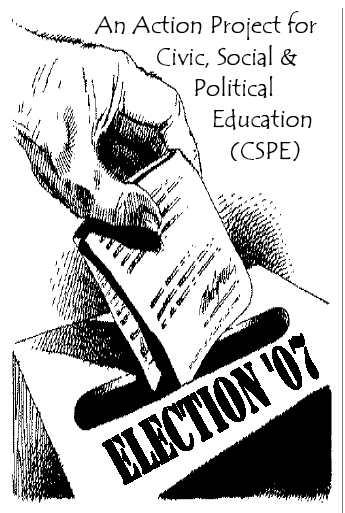 An Action Project for
Civic, Social &
Political
Education
(CSPE)
ELECTION '07